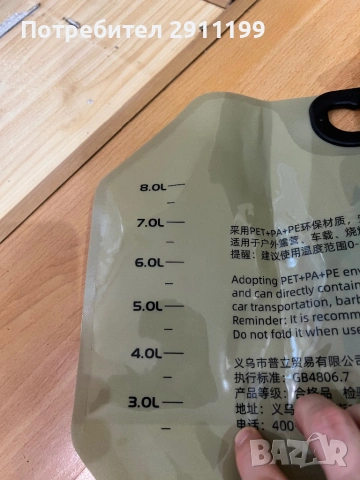 Потребител 2911199
8.0L
7.0L
6.0L
5.0L
4.0L
3.0L
采用PET+PA+PE环保材质，
适用于户外露营、车载、烧
提醒：建议使用温度范围0-
Adopting PET+PA+PE en
and can directly contain
car transportation, bar
Reminder: It is recomm
Do not fold it when use
义乌市普立贸易有限公司
执行标准：GB4806.7
产品等级：合格品 检
地址：义乌
电话：400
BAZAR
bg